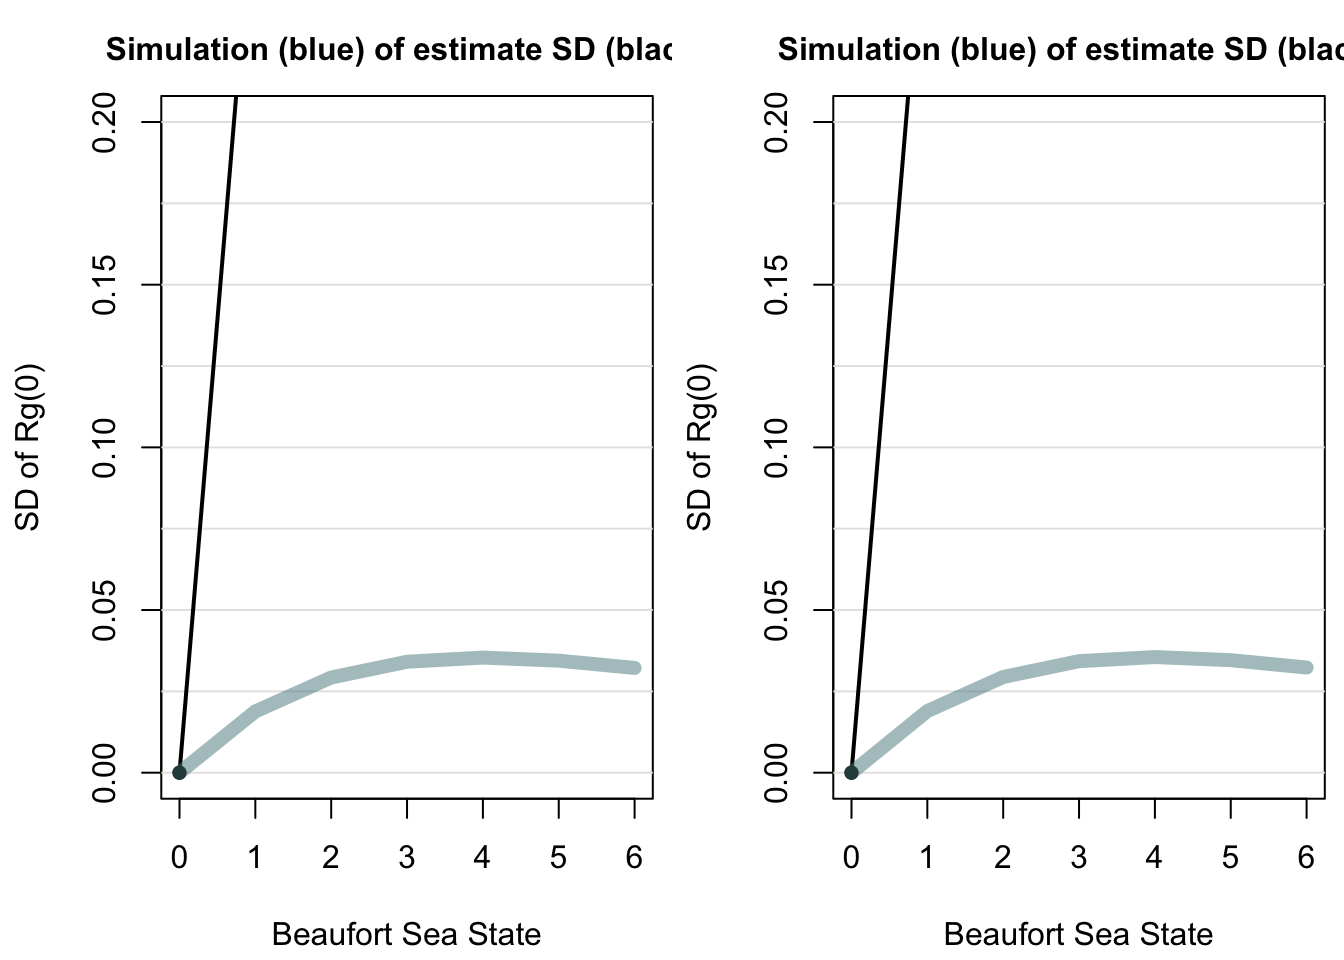 Simulation (blue) of estimate SD (blac
0.20
0.15
0.10
0.05
0.00
SD of Rg(0)
0 1 2 3 4 5 6
Beaufort Sea State
Simulation (blue) of estimate SD (blac
0.20
0.15
0.10
0.05
0.00
SD of Rg(0)
0 1 2 3 4 5 6
Beaufort Sea State